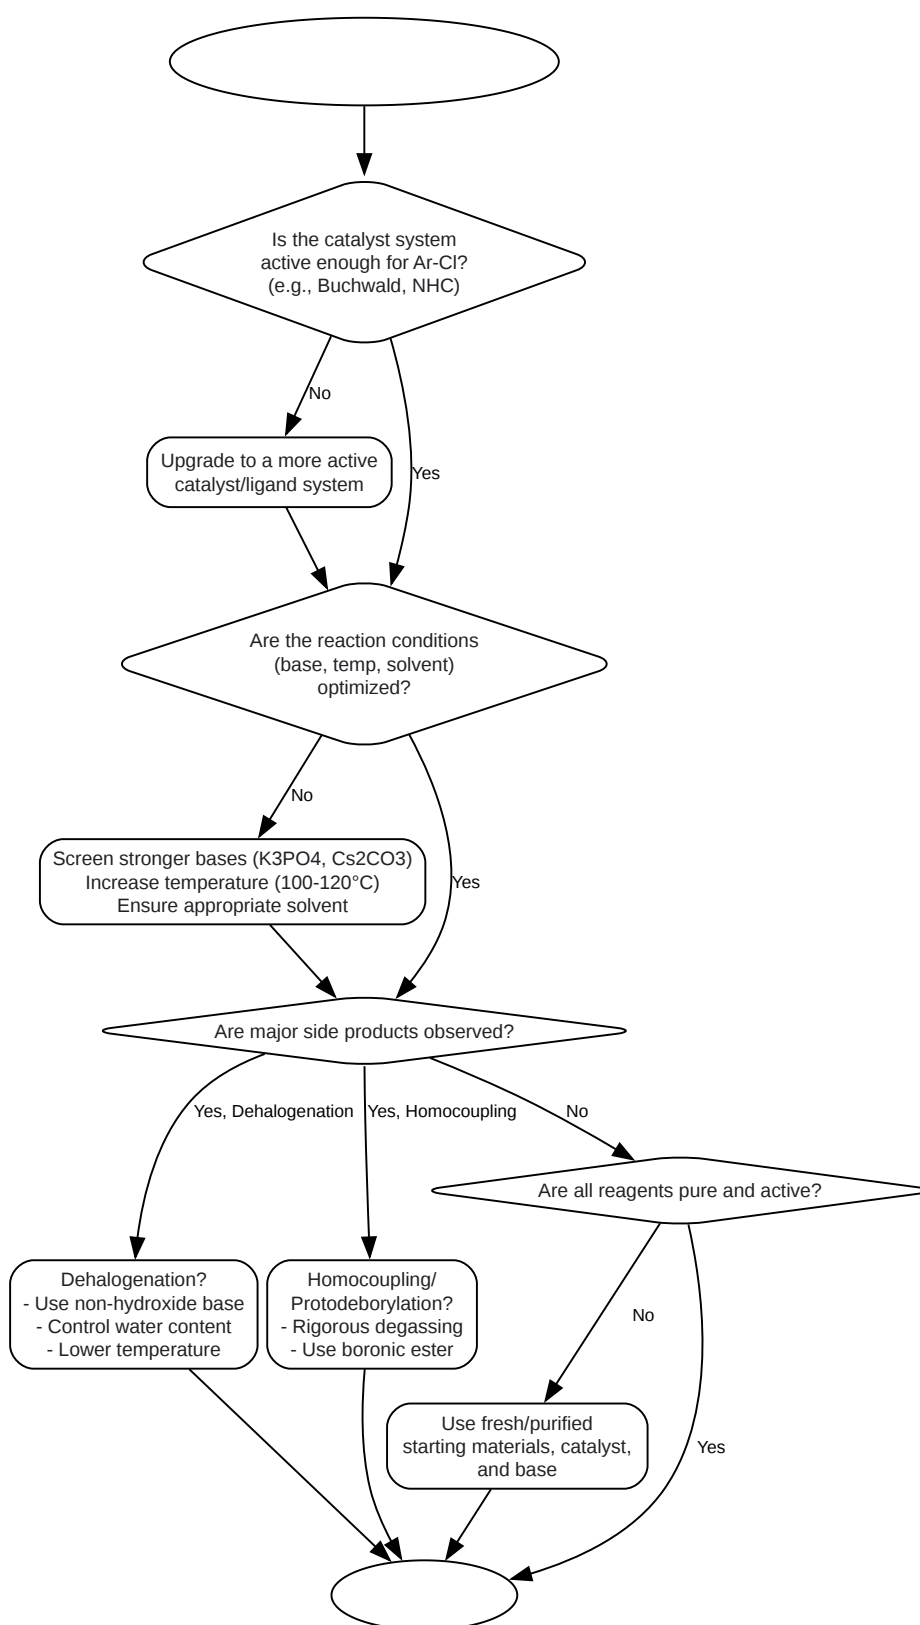 Is the catalyst system
active enough for Ar-Cl?
(e.g., Buchwald, NHC)
No
Upgrade to a more active
catalyst/ligand system
Yes
Are the reaction conditions
(base, temp, solvent)
optimized?
No
Screen stronger bases (K3PO4, Cs2CO3)
Increase temperature (100-120°C)
Ensure appropriate solvent
Yes
Are major side products observed?
Yes, Dehalogenation
Yes, Homocoupling
No
Are all reagents pure and active?
Dehalogenation?
- Use non-hydroxide base
- Control water content
- Lower temperature
Homocoupling/
Protodeborylation?
- Rigorous degassing
- Use boronic ester
No
Use fresh/purified
starting materials, catalyst,
and base
Yes